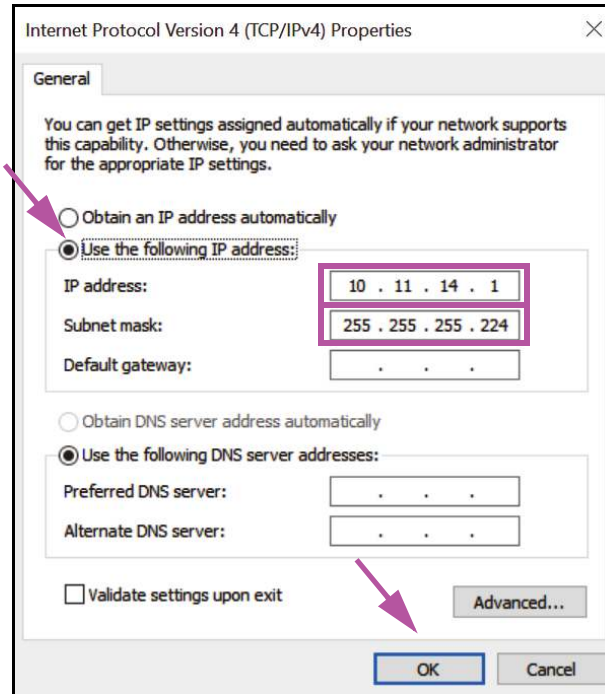 Internet Protocol Version 4 (TCP/IPv4) Properties
General
You can get IP settings assigned automatically if your network supports
this capability. Otherwise, you need to ask your network administrator
for the appropriate IP settings.
Obtain an IP address automatically
Use the following IP address:
IP address: 10 . 11 . 14 . 1
Subnet mask: 255 . 255 . 255 . 224
Default gateway: . . .
Obtain DNS server address automatically
Use the following DNS server addresses:
Preferred DNS server: . . .
Alternate DNS server: . . .
Validate settings upon exit
Advanced...
OK Cancel